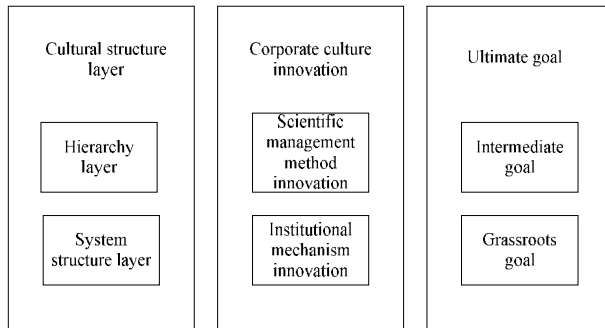 Cultural structure
layer
Hierarchy
layer
System
structure layer
Corporate culture
innovation
Scientific
management
method
innovation
Institutional
mechanism
innovation
Ultimate goal
Intermediate
goal
Grassroots
goal